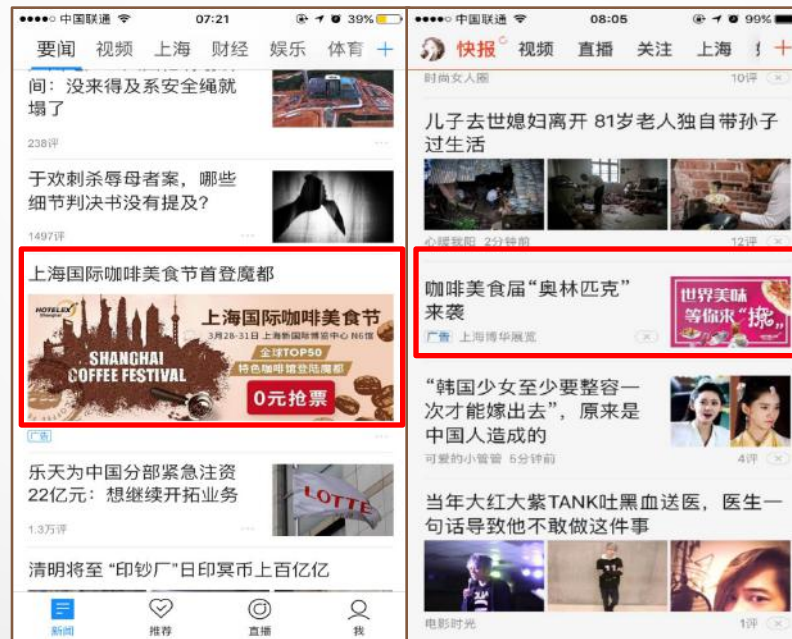 中国联通 07:21 39%
要闻 视频 上海 财经 娱乐 体育 +
间：没来得及系安全绳就
塌了
238评
于欢刺杀辱母者案，哪些
细节判决书没有提及？
1497评
上海国际咖啡美食节首登魔都
HOTELEX
Shanghai
SHANGHAI
COFFEE FESTIVAL
上海国际咖啡美食节
3月28-31日 上海新国际博览中心 N6馆
全球TOP50
特色咖啡馆登陆魔都
0元抢票
广告
乐天为中国分部紧急注资
22亿元：想继续开拓业务
LOTTE
1.3万评
清明将至 “印钞厂”日印冥币上百亿亿
新闻 推荐 直播 我
中国联通 08:05 99%
快报 视频 直播 关注 上海 +
时尚女人圈 10评
儿子去世媳妇离开 81岁老人独自带孙子
过生活
心暖我阳 2分钟前 12评
咖啡美食届“奥林匹克”
来袭
广告 上海博华展览
世界美味
等你来“撩”
“韩国少女至少要整容一
次才能嫁出去”，原来是
中国人造成的
可爱的小管管 5分钟前 4评
当年大红大紫TANK吐黑血送医，医生一
句话导致他不敢做这件事
电影时光 1评